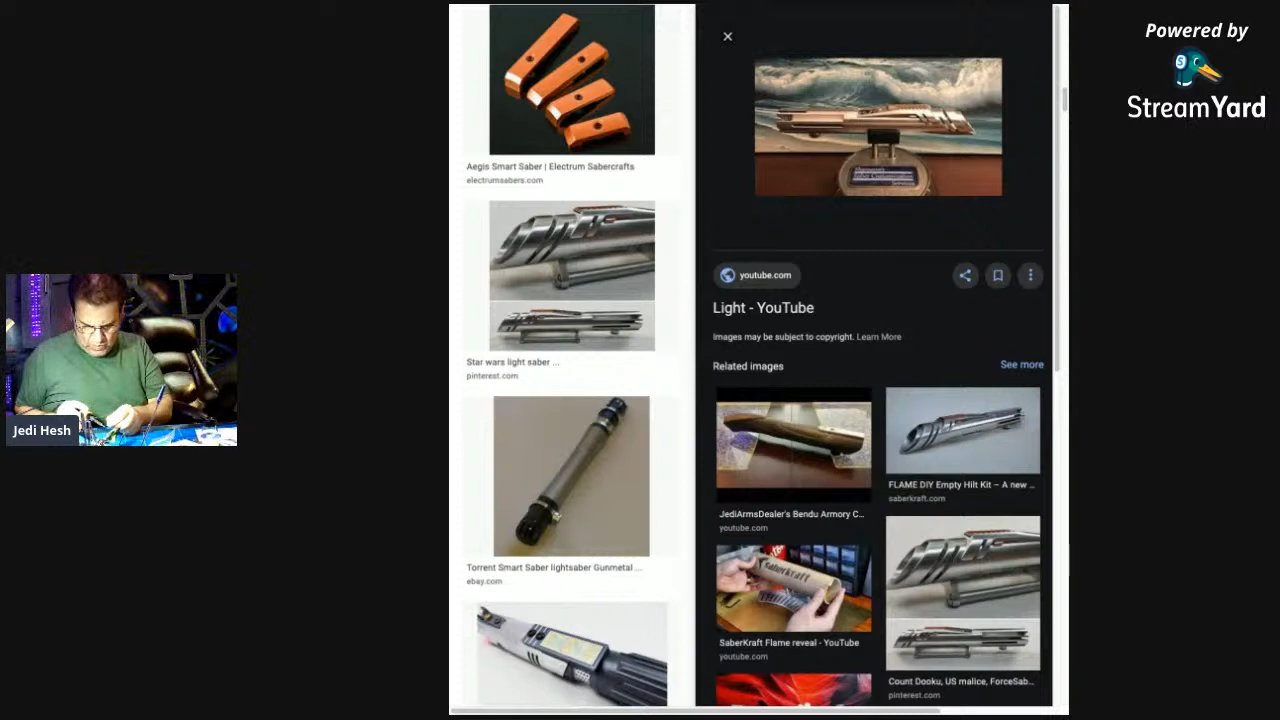 Powered by
StreamYard
Aegis Smart Saber | Electrum Sabercrafts
electrumsabers.com
Star wars light saber ...
pinterest.com
Torrent Smart Saber lightsaber Gunmetal ...
ebay.com
youtube.com
Light - YouTube
Images may be subject to copyright. Learn More
Related images
See more
JediArmsDealer's Bendu Armory C...
youtube.com
FLAME DIY Empty Hilt Kit – A new ...
saberkraft.com
saberkraft
SaberKraft Flame reveal - YouTube
youtube.com
Count Dooku, US malice, ForceSab...
pinterest.com
Jedi Hesh